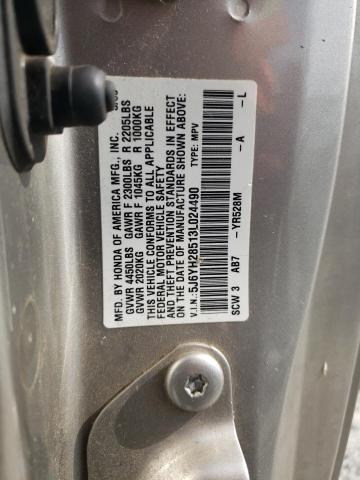 MFD. BY HONDA OF AMERICA MFG., INC.
GVWR 4450LBS GAWR F 2300LBS R 2205LBS
GVWR 2020KG GAWR F 1045KG R 1000KG
THIS VEHICLE CONFORMS TO ALL APPLICABLE
FEDERAL MOTOR VEHICLE SAFETY
AND THEFT PREVENTION STANDARDS IN EFFECT
ON THE DATE OF MANUFACTURE SHOWN ABOVE.
V.I.N.: 5J6YH28513L024490 TYPE: MPV
SCW 3 AB7 -YR528M -A -L